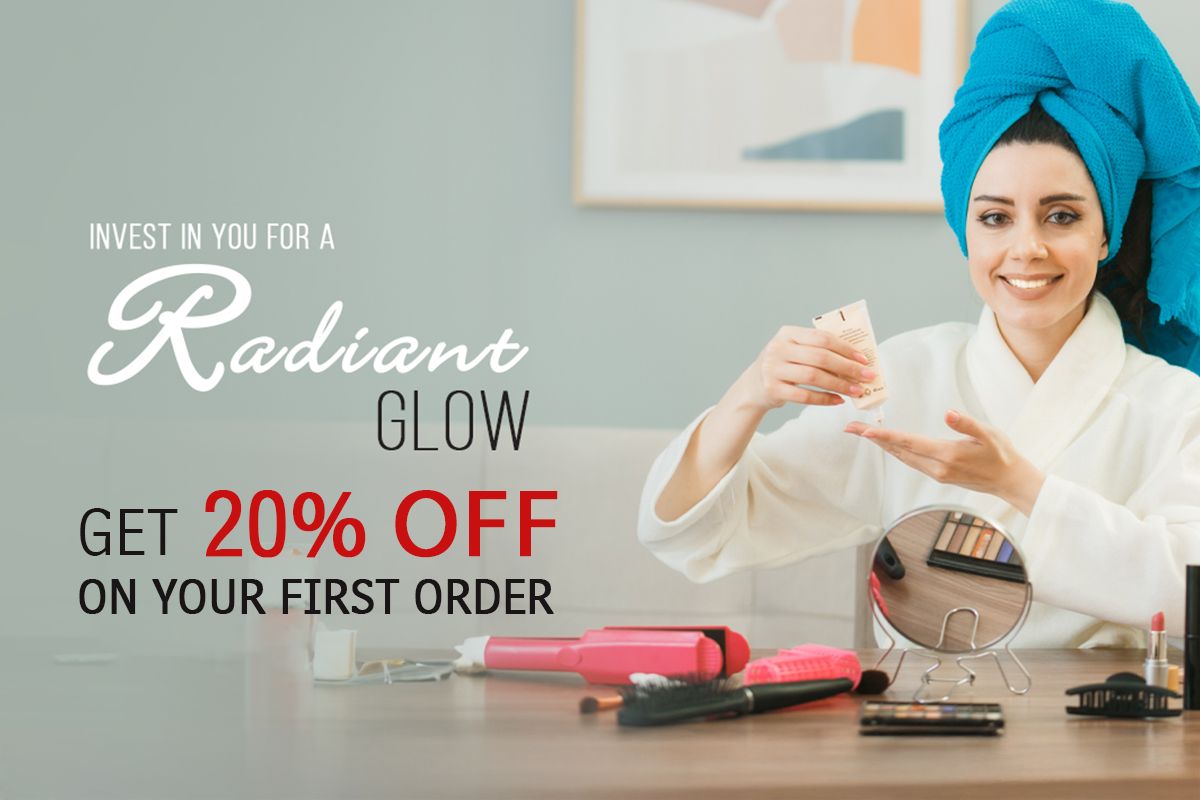 INVEST IN YOU FOR A
Radiant
GLOW
GET 20% OFF
ON YOUR FIRST ORDER